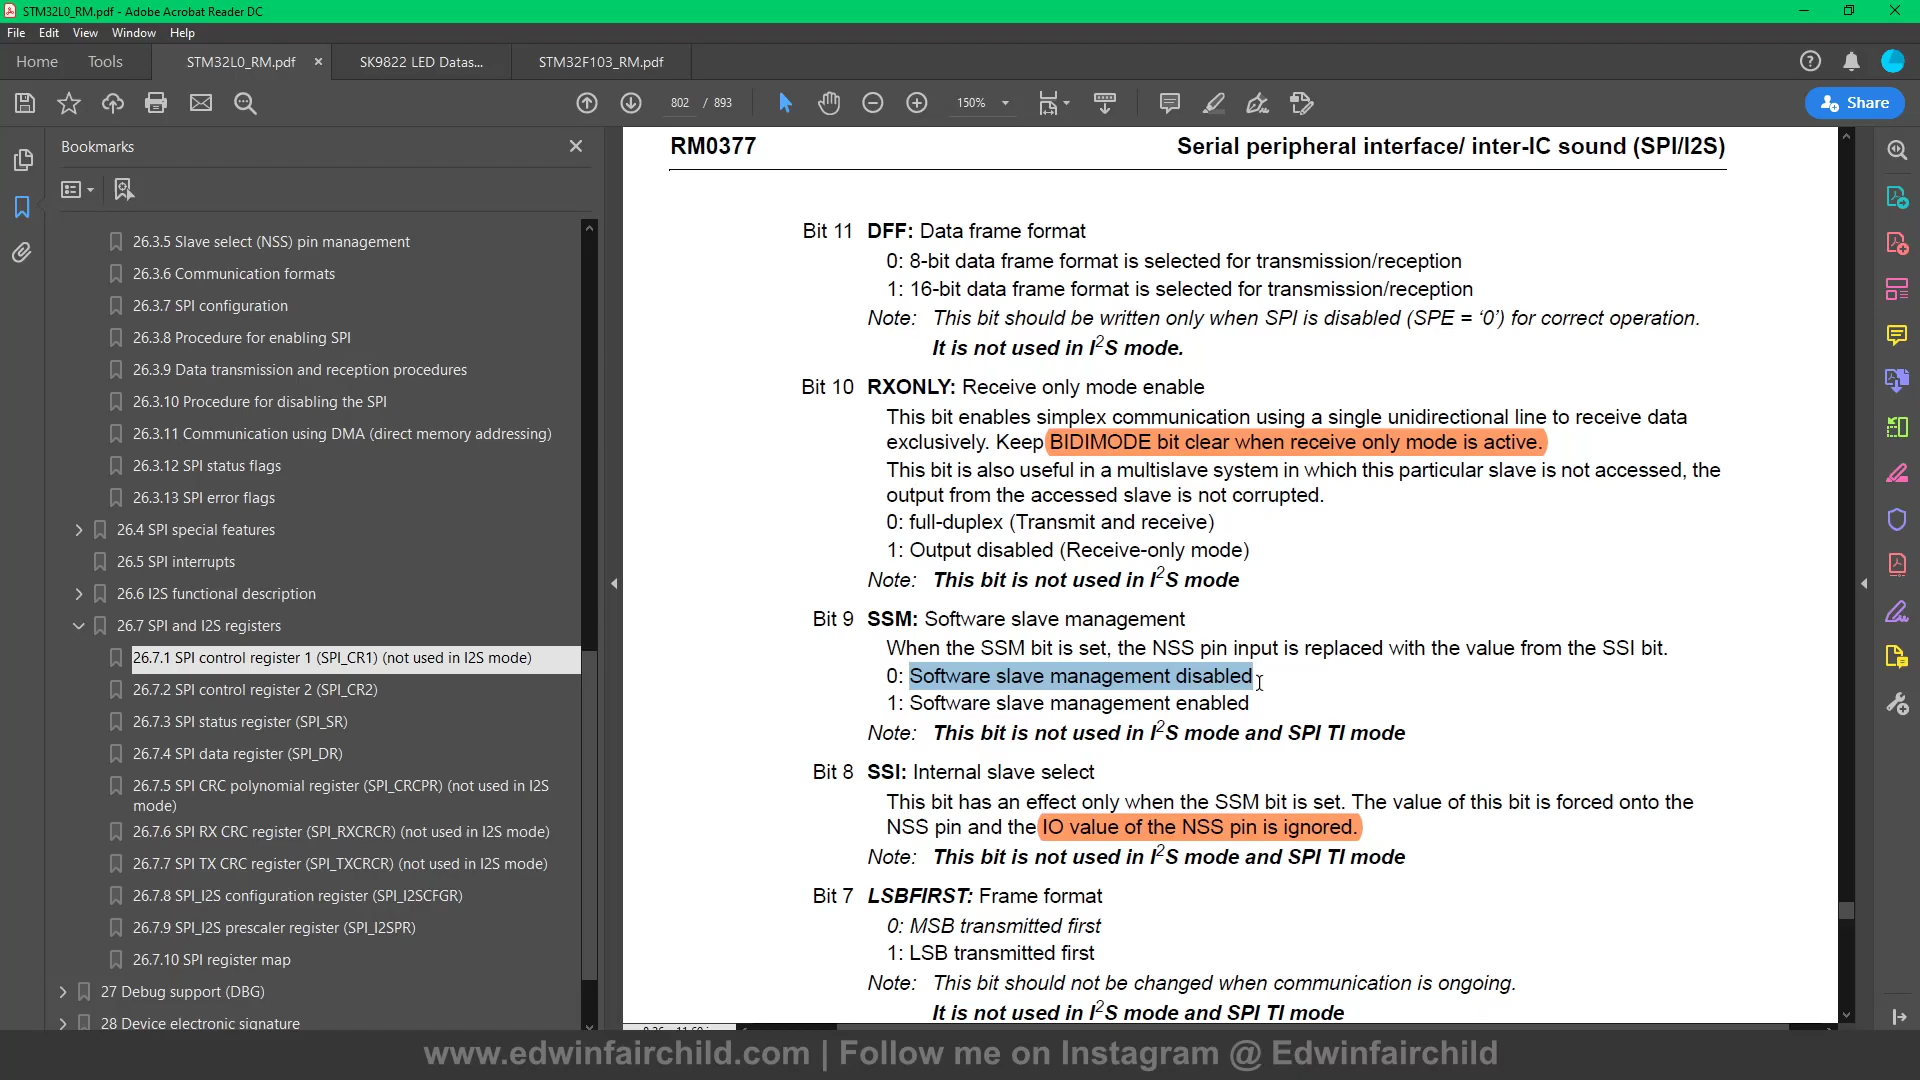 STM32L0_RM.pdf - Adobe Acrobat Reader DC
File Edit View Window Help
Home Tools STM32L0_RM.pdf × SK9822 LED Datas... STM32F103_RM.pdf
802 / 893 150% Share
Bookmarks
26.3.5 Slave select (NSS) pin management
26.3.6 Communication formats
26.3.7 SPI configuration
26.3.8 Procedure for enabling SPI
26.3.9 Data transmission and reception procedures
26.3.10 Procedure for disabling the SPI
26.3.11 Communication using DMA (direct memory addressing)
26.3.12 SPI status flags
26.3.13 SPI error flags
26.4 SPI special features
26.5 SPI interrupts
26.6 I2S functional description
26.7 SPI and I2S registers
26.7.1 SPI control register 1 (SPI_CR1) (not used in I2S mode)
26.7.2 SPI control register 2 (SPI_CR2)
26.7.3 SPI status register (SPI_SR)
26.7.4 SPI data register (SPI_DR)
26.7.5 SPI CRC polynomial register (SPI_CRCPR) (not used in I2S
mode)
26.7.6 SPI RX CRC register (SPI_RXCRCR) (not used in I2S mode)
26.7.7 SPI TX CRC register (SPI_TXCRCR) (not used in I2S mode)
26.7.8 SPI_I2S configuration register (SPI_I2SCFGR)
26.7.9 SPI_I2S prescaler register (SPI_I2SPR)
26.7.10 SPI register map
27 Debug support (DBG)
28 Device electronic signature
RM0377 Serial peripheral interface/ inter-IC sound (SPI/I2S)
Bit 11 DFF: Data frame format
0: 8-bit data frame format is selected for transmission/reception
1: 16-bit data frame format is selected for transmission/reception
Note: This bit should be written only when SPI is disabled (SPE = ‘0’) for correct operation.
It is not used in I²S mode.
Bit 10 RXONLY: Receive only mode enable
This bit enables simplex communication using a single unidirectional line to receive data
exclusively. Keep BIDIMODE bit clear when receive only mode is active.
This bit is also useful in a multislave system in which this particular slave is not accessed, the
output from the accessed slave is not corrupted.
0: full-duplex (Transmit and receive)
1: Output disabled (Receive-only mode)
Note: This bit is not used in I²S mode
Bit 9 SSM: Software slave management
When the SSM bit is set, the NSS pin input is replaced with the value from the SSI bit.
0: Software slave management disabled
1: Software slave management enabled
Note: This bit is not used in I²S mode and SPI TI mode
Bit 8 SSI: Internal slave select
This bit has an effect only when the SSM bit is set. The value of this bit is forced onto the
NSS pin and the IO value of the NSS pin is ignored.
Note: This bit is not used in I²S mode and SPI TI mode
Bit 7 LSBFIRST: Frame format
0: MSB transmitted first
1: LSB transmitted first
Note: This bit should not be changed when communication is ongoing.
It is not used in I²S mode and SPI TI mode
www.edwinfairchild.com | Follow me on Instagram @ Edwinfairchild